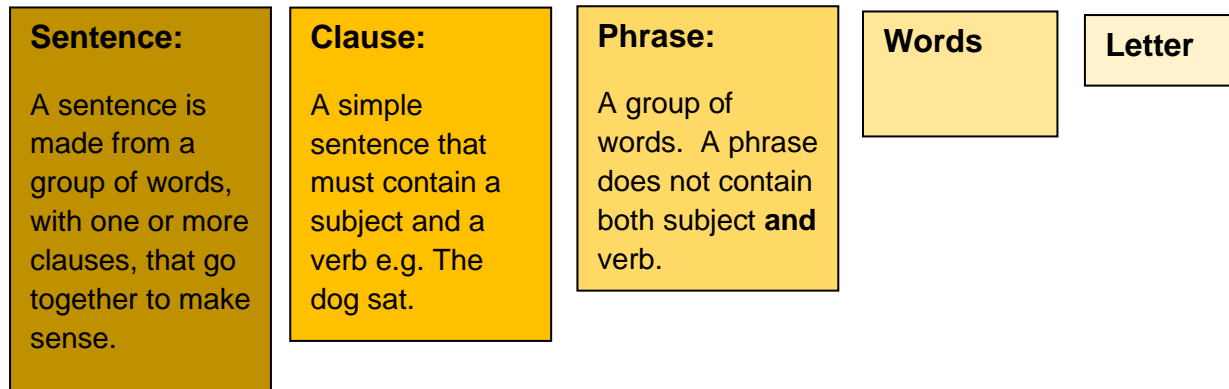 Sentence:
A sentence is
made from a
group of words,
with one or more
clauses, that go
together to make
sense.
Clause:
A simple
sentence that
must contain a
subject and a
verb e.g. The
dog sat.
Phrase:
A group of
words.  A phrase
does not contain
both subject and
verb.
Words
Letter